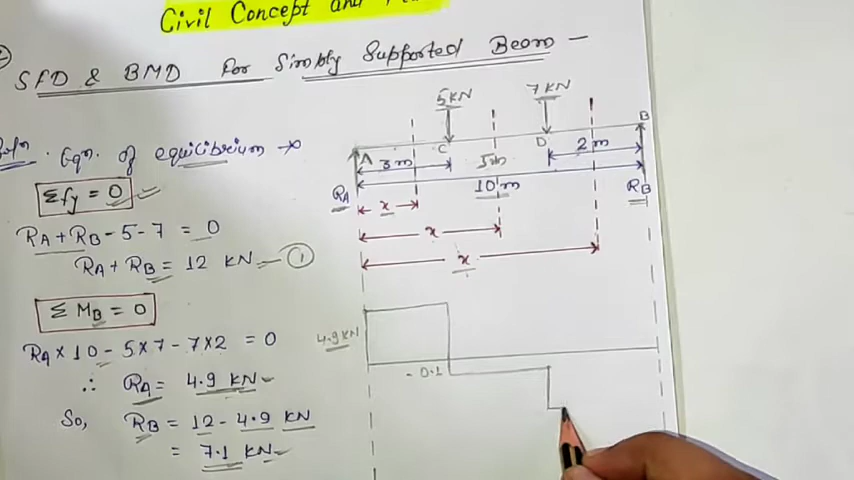 Civil Concept and
SFD & BMD for Simply Supported Beam -
Soln. Eqn. of equilibrium →
Σfy = 0
RA + RB - 5 - 7 = 0
RA + RB = 12 KN - 1
Σ MB = 0
RA × 10 - 5×7 - 7×2 = 0
∴ RA = 4.9 KN
So, RB = 12 - 4.9 KN
= 7.1 KN
5KN 7KN
A C D B
3m 5m 2m
RA 10m RB
x
x
x
4.9KN
- 0.1